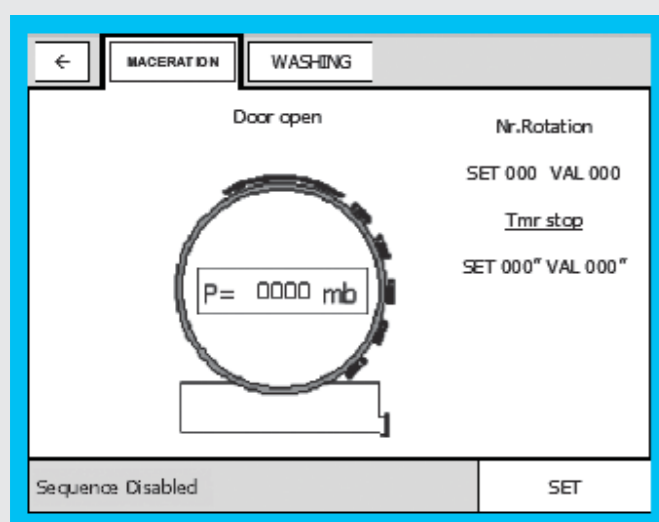 ←
MACERATION
WASHING
Door open
Nr.Rotation
SET 000 VAL 000
Tmr stop
SET 000" VAL 000"
P= 0000 mb
Sequence Disabled
SET